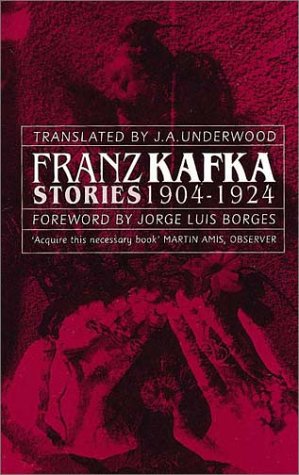 TRANSLATED BY J.A.UNDERWOOD
FRANZ KAFKA
STORIES 1904-1924
FOREWORD BY JORGE LUIS BORGES
'Acquire this necessary book' MARTIN AMIS, OBSERVER